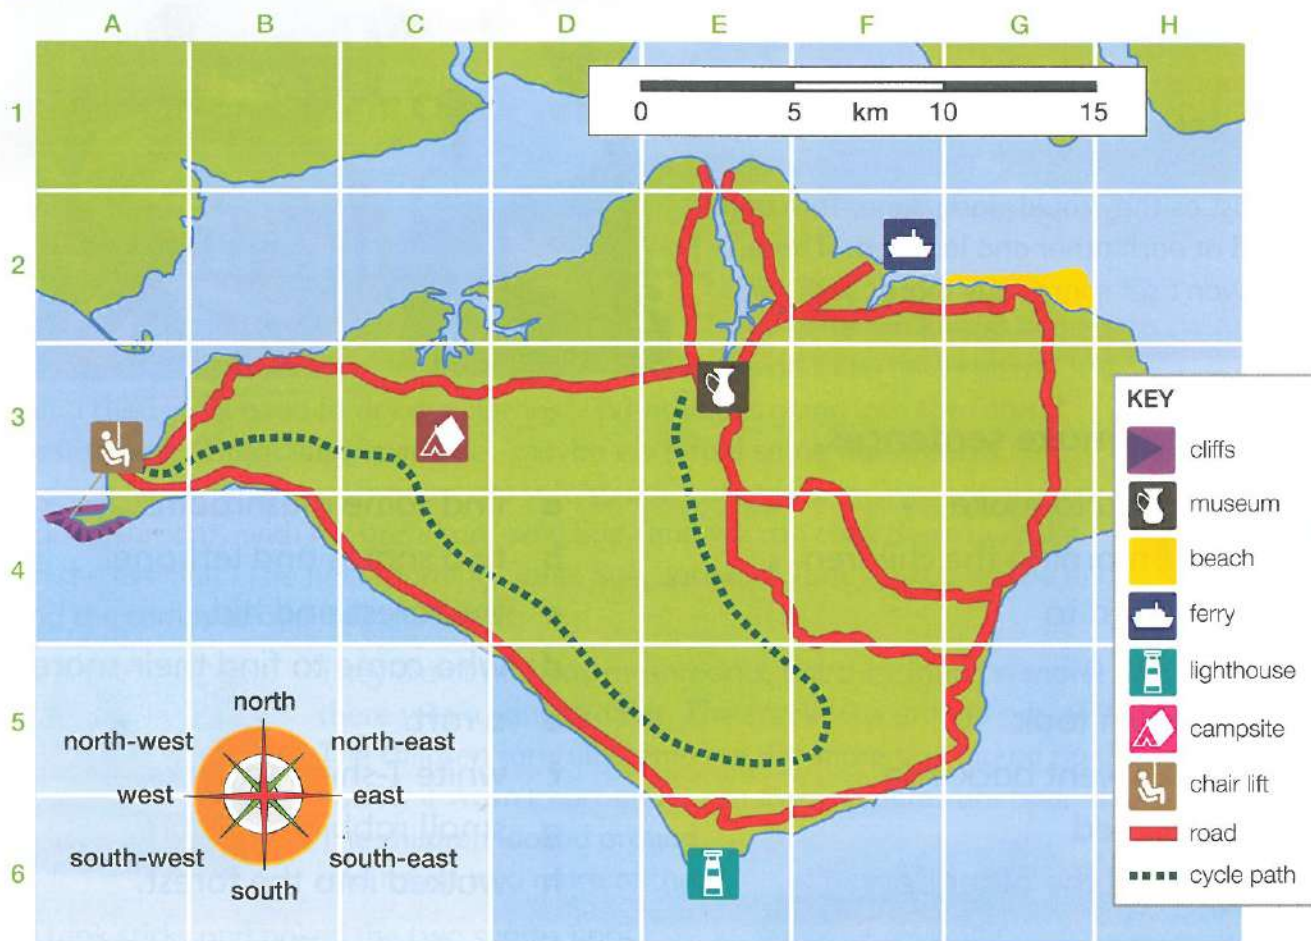 A B C D E F G H
1
0 5 km 10 15
2
3
4
5
6
north
north-west north-east
west east
south-west south-east
south
KEY
cliffs
museum
beach
ferry
lighthouse
campsite
chair lift
road
cycle path